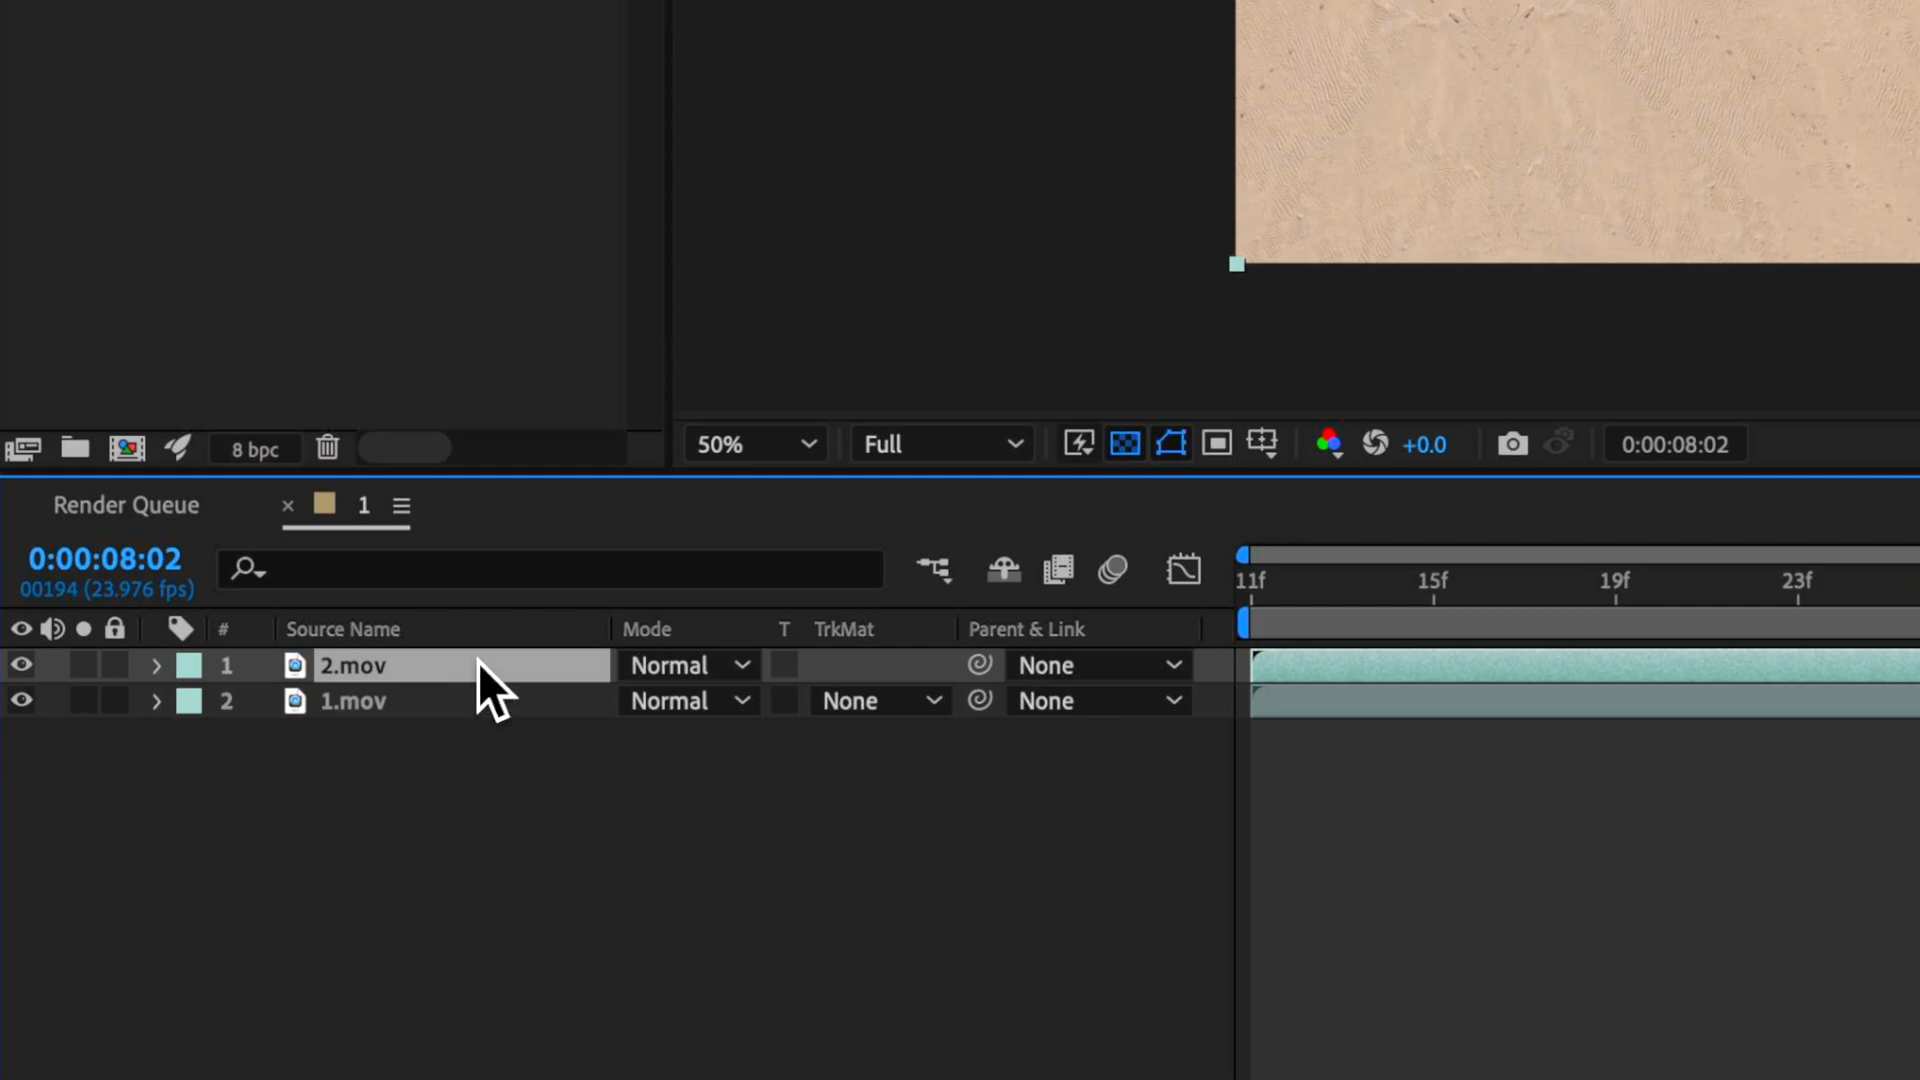 8 bpc
50%
Full
+0.0
0:00:08:02
Render Queue
× 1
0:00:08:02
00194 (23.976 fps)
11f 15f 19f 23f
# Source Name Mode T TrkMat Parent & Link
1 2.mov Normal None
2 1.mov Normal None None